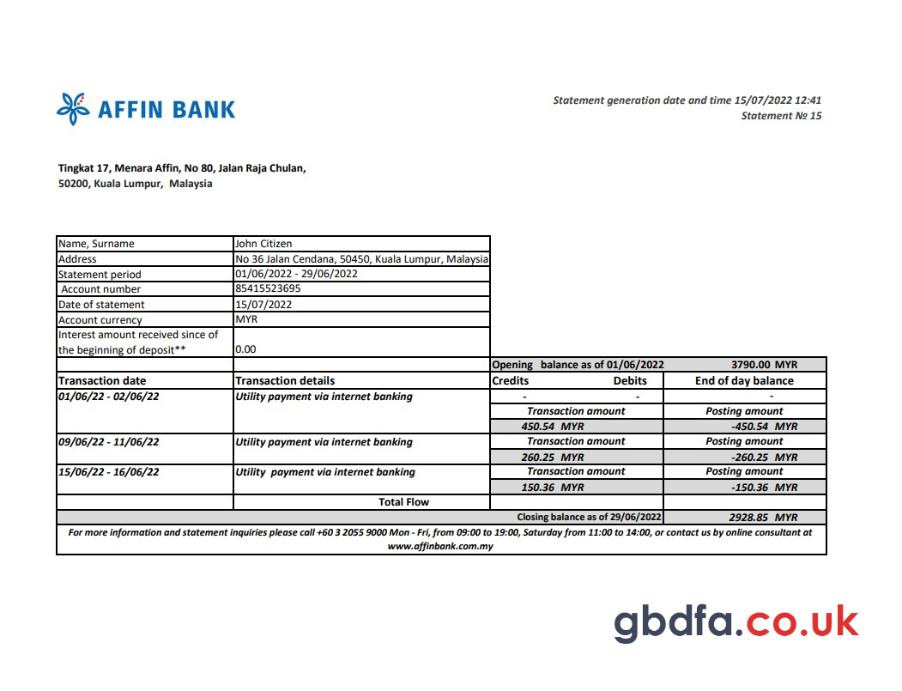 AFFIN BANK
Statement generation date and time 15/07/2022 12:41
Statement № 15
Tingkat 17, Menara Affin, No 80, Jalan Raja Chulan,
50200, Kuala Lumpur, Malaysia
Name, Surname John Citizen
Address No 36 Jalan Cendana, 50450, Kuala Lumpur, Malaysia
Statement period 01/06/2022 - 29/06/2022
Account number 85415523695
Date of statement 15/07/2022
Account currency MYR
Interest amount received since of
the beginning of deposit** 0.00
Opening balance as of 01/06/2022 3790.00 MYR
Transaction date Transaction details Credits Debits End of day balance
01/06/22 - 02/06/22 Utility payment via internet banking - - -
Transaction amount Posting amount
450.54 MYR -450.54 MYR
09/06/22 - 11/06/22 Utility payment via internet banking Transaction amount Posting amount
260.25 MYR -260.25 MYR
15/06/22 - 16/06/22 Utility payment via internet banking Transaction amount Posting amount
150.36 MYR -150.36 MYR
Total Flow
Closing balance as of 29/06/2022 2928.85 MYR
For more information and statement inquiries please call +60 3 2055 9000 Mon - Fri, from 09:00 to 19:00, Saturday from 11:00 to 14:00, or contact us by online consultant at
www.affinbank.com.my
gbdfa.co.uk